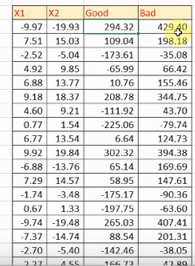 X1 X2 Good Bad
-9.97 -19.93 294.32 429.40
7.51 15.03 109.04 198.18
-2.52 -5.04 -173.61 -35.08
4.92 9.85 -65.99 66.42
6.88 13.77 10.76 155.46
9.18 18.37 208.78 344.75
4.60 9.21 -111.92 43.70
0.77 1.54 -225.06 -79.74
6.77 13.54 6.64 124.73
9.92 19.84 302.32 394.38
-6.88 -13.76 65.14 169.69
7.29 14.57 58.95 147.61
-1.74 -3.48 -175.17 -90.36
0.67 1.33 -197.75 -63.60
-9.74 -19.48 265.03 407.41
-7.37 -14.74 88.54 201.31
-2.70 -5.40 -142.46 -38.05